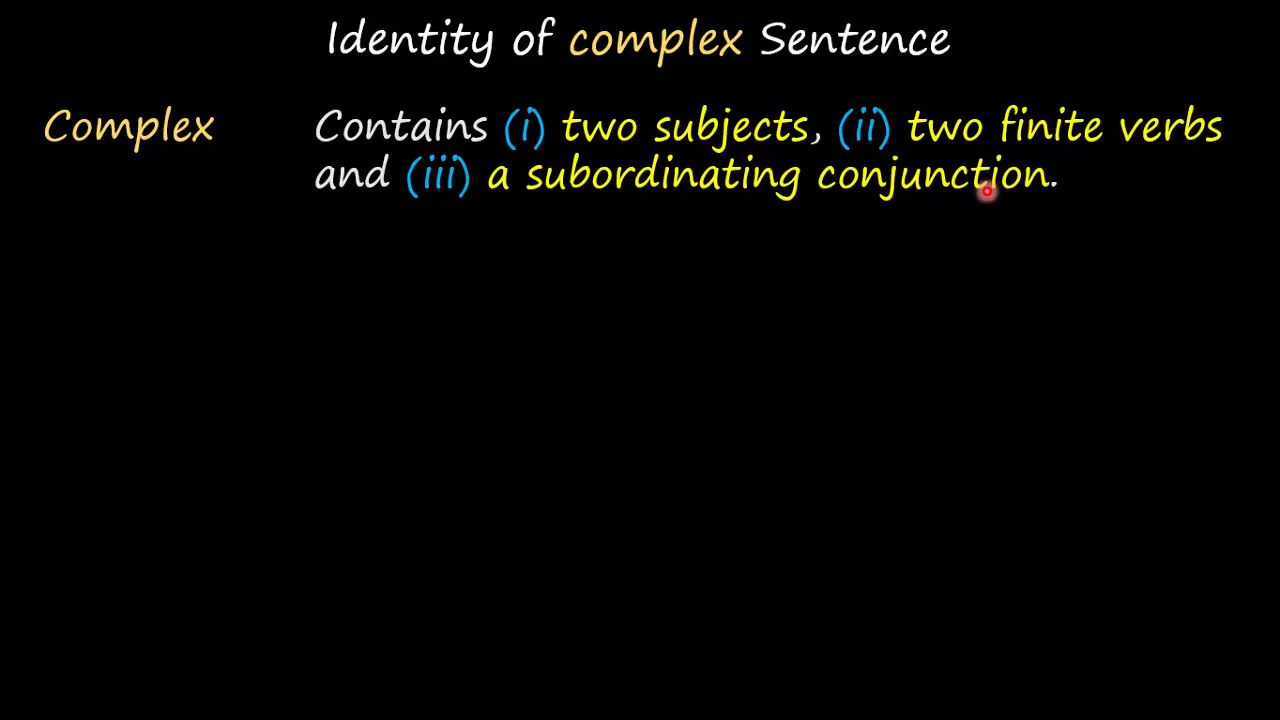 Identity of complex Sentence
Complex Contains (i) two subjects, (ii) two finite verbs
and (iii) a subordinating conjunction.